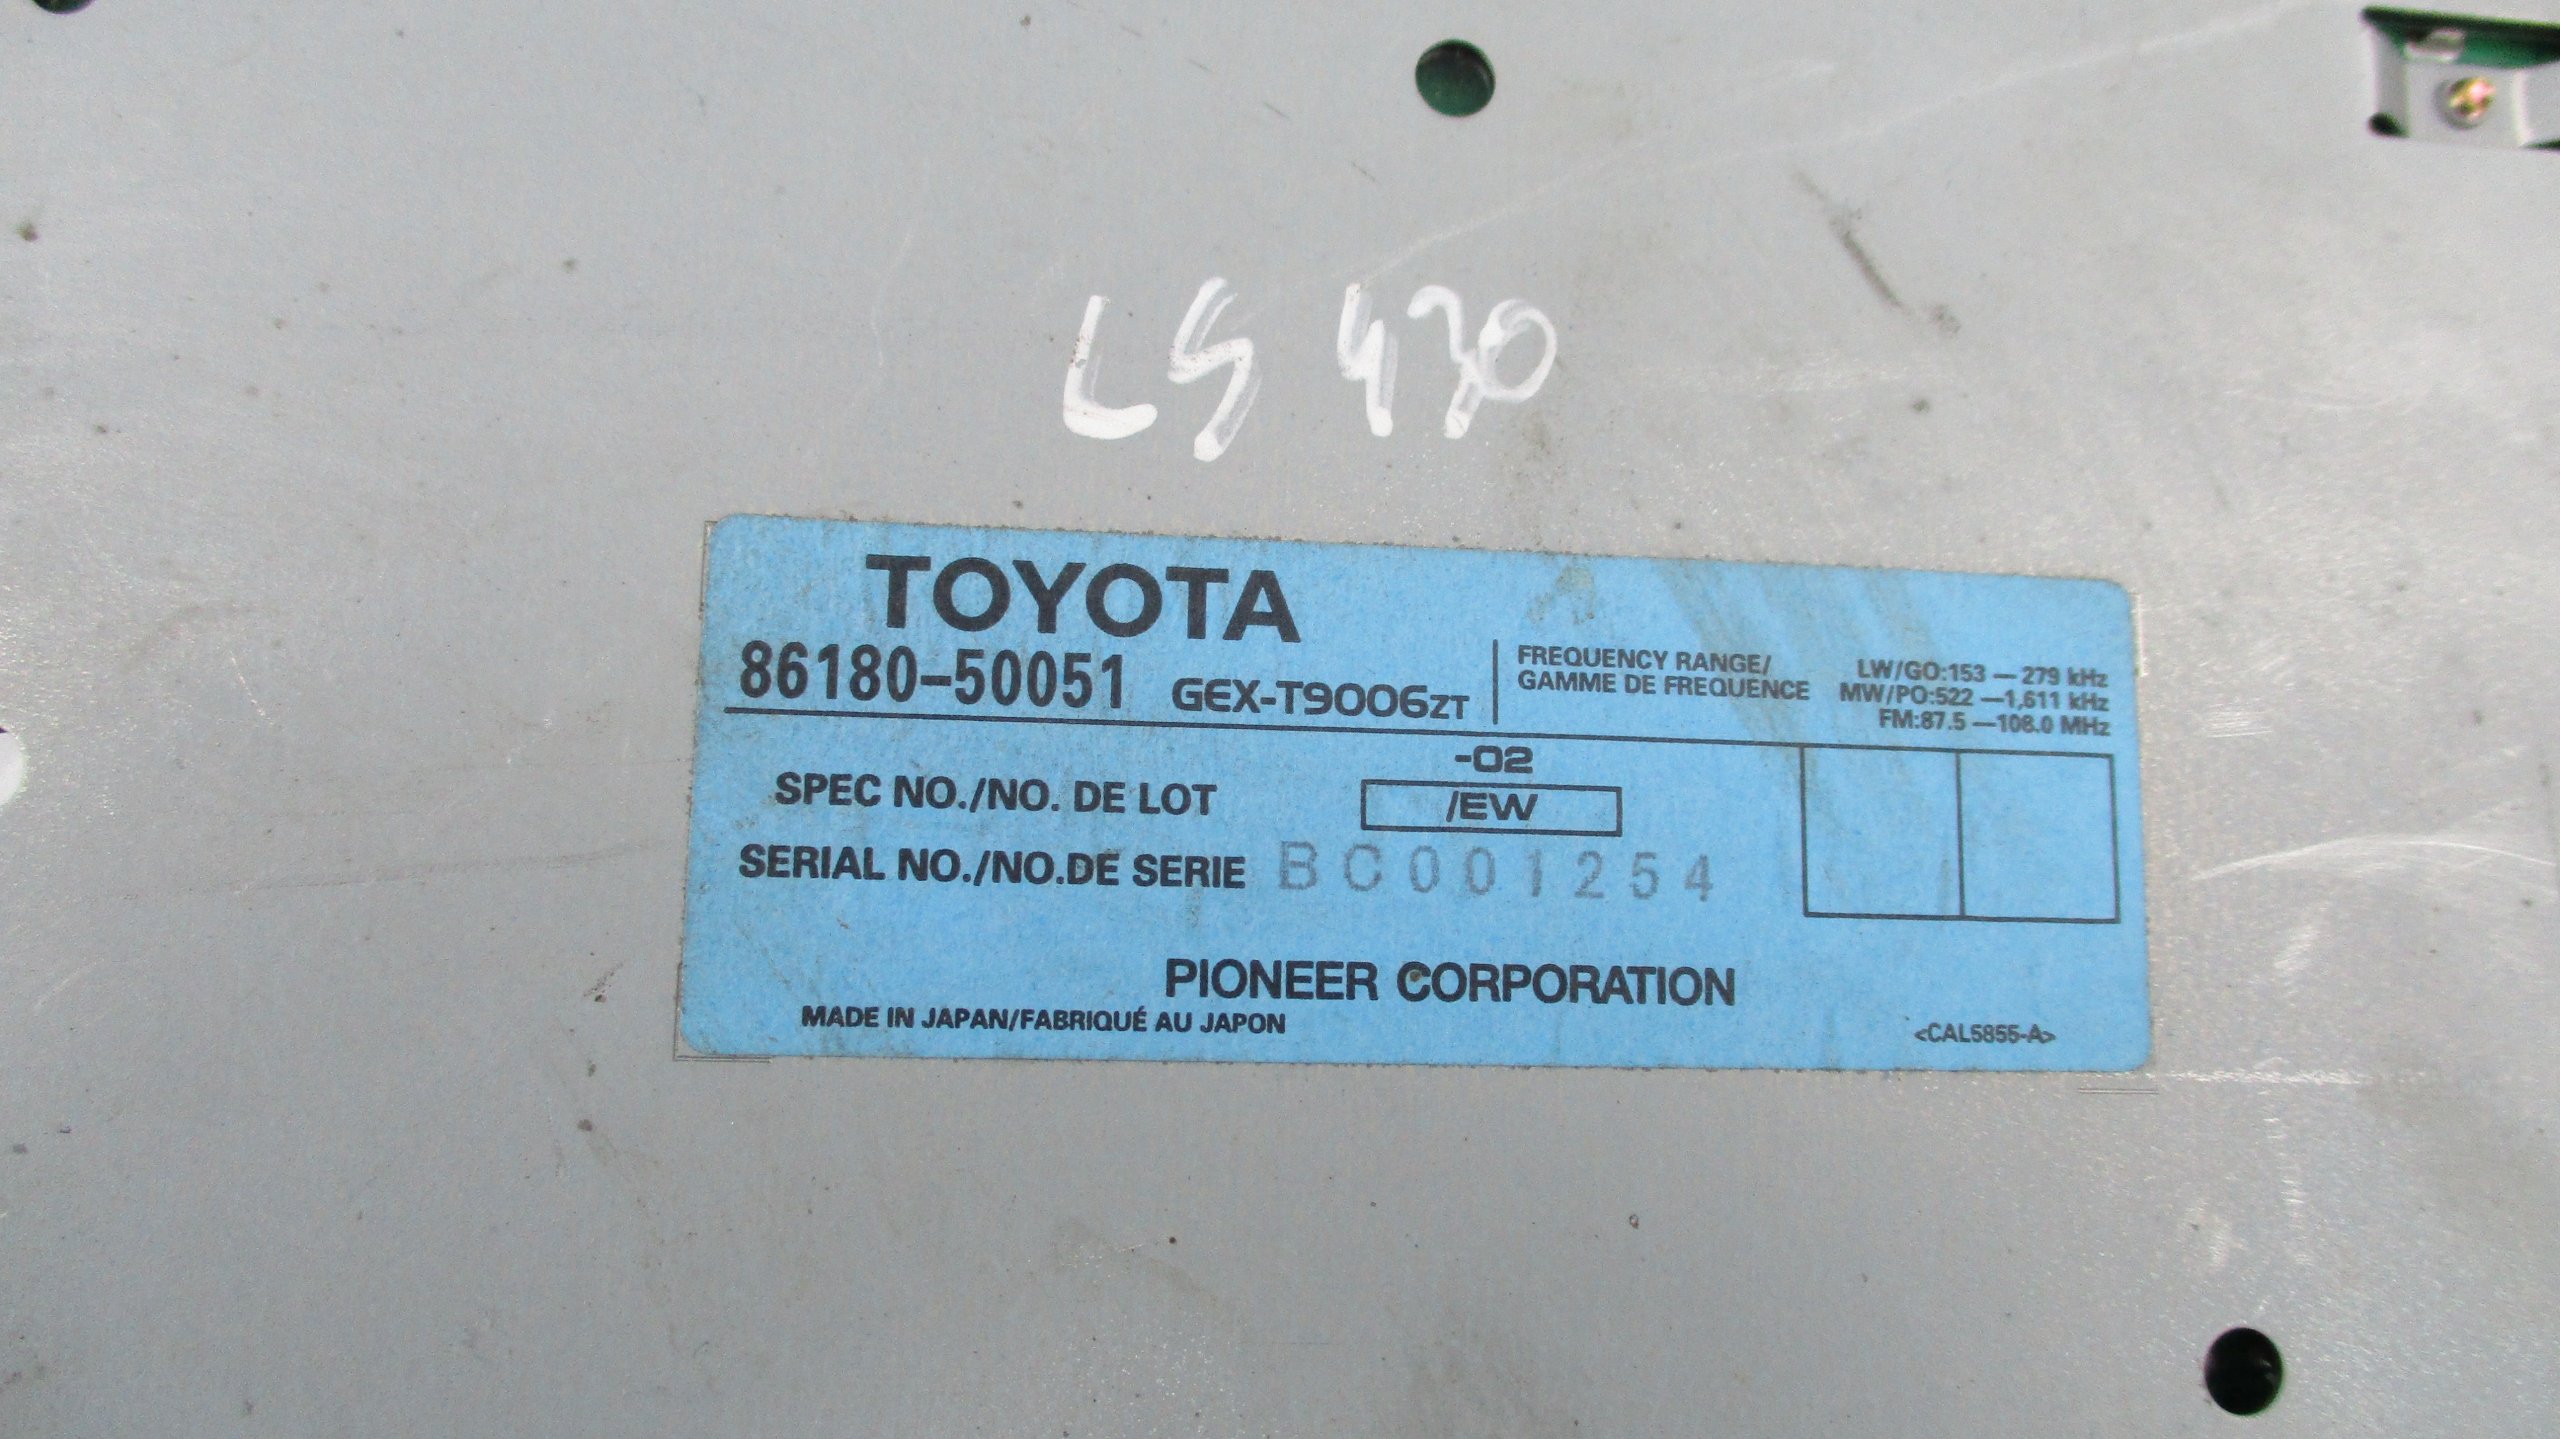 LS 430
TOYOTA
86180-50051 GEX-T9006ZT
FREQUENCY RANGE/
GAMME DE FREQUENCE
LW/GO:153 — 279 kHz
MW/PO:522 —1,611 kHz
FM:87.5 —108.0 MHz
-02
SPEC NO./NO. DE LOT /EW
SERIAL NO./NO.DE SERIE BC001254
PIONEER CORPORATION
MADE IN JAPAN/FABRIQUÉ AU JAPON
<CAL5855-A>